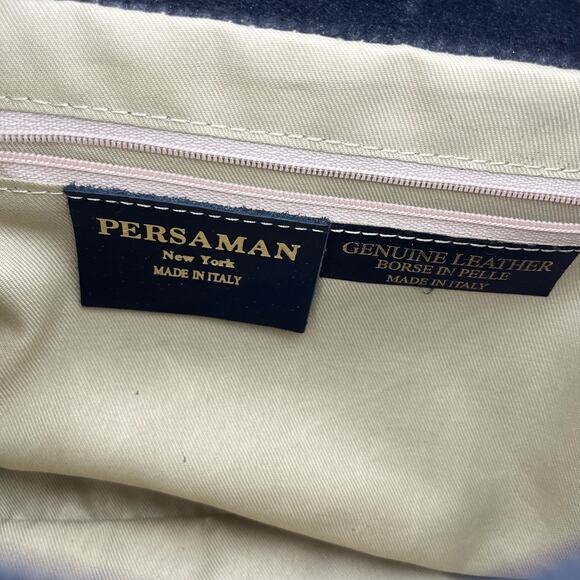 PERSAMAN
New York
MADE IN ITALY
GENUINE LEATHER
BORSE IN PELLE
MADE IN ITALY